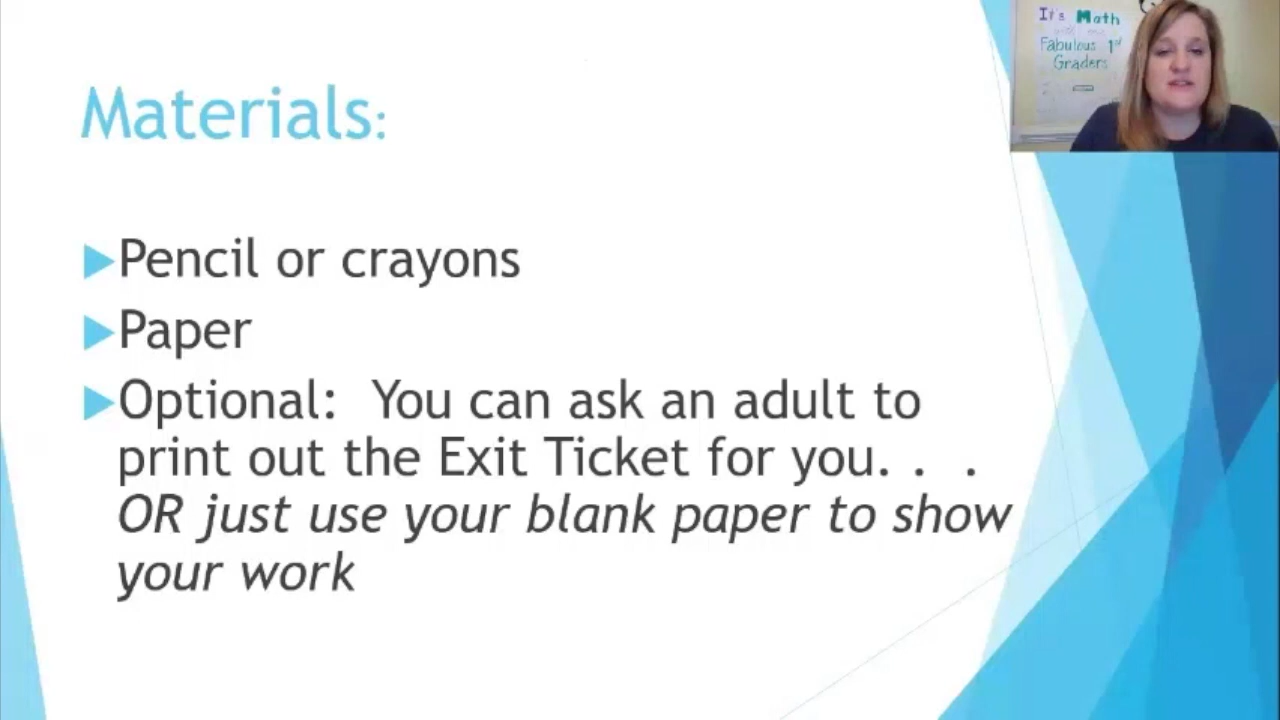 Materials:
Pencil or crayons
Paper
Optional: You can ask an adult to
print out the Exit Ticket for you. . .
OR just use your blank paper to show
your work
It's Math
Fabulous 1st
Graders